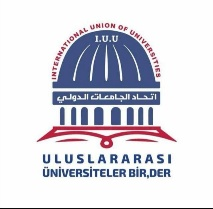 INTERNATIONAL UNION OF UNIVERSITIES
I.U.U
اتحاد الجامعات الدولي
ULUSLARARASI
ÜNİVERSİTELER BİR,DER